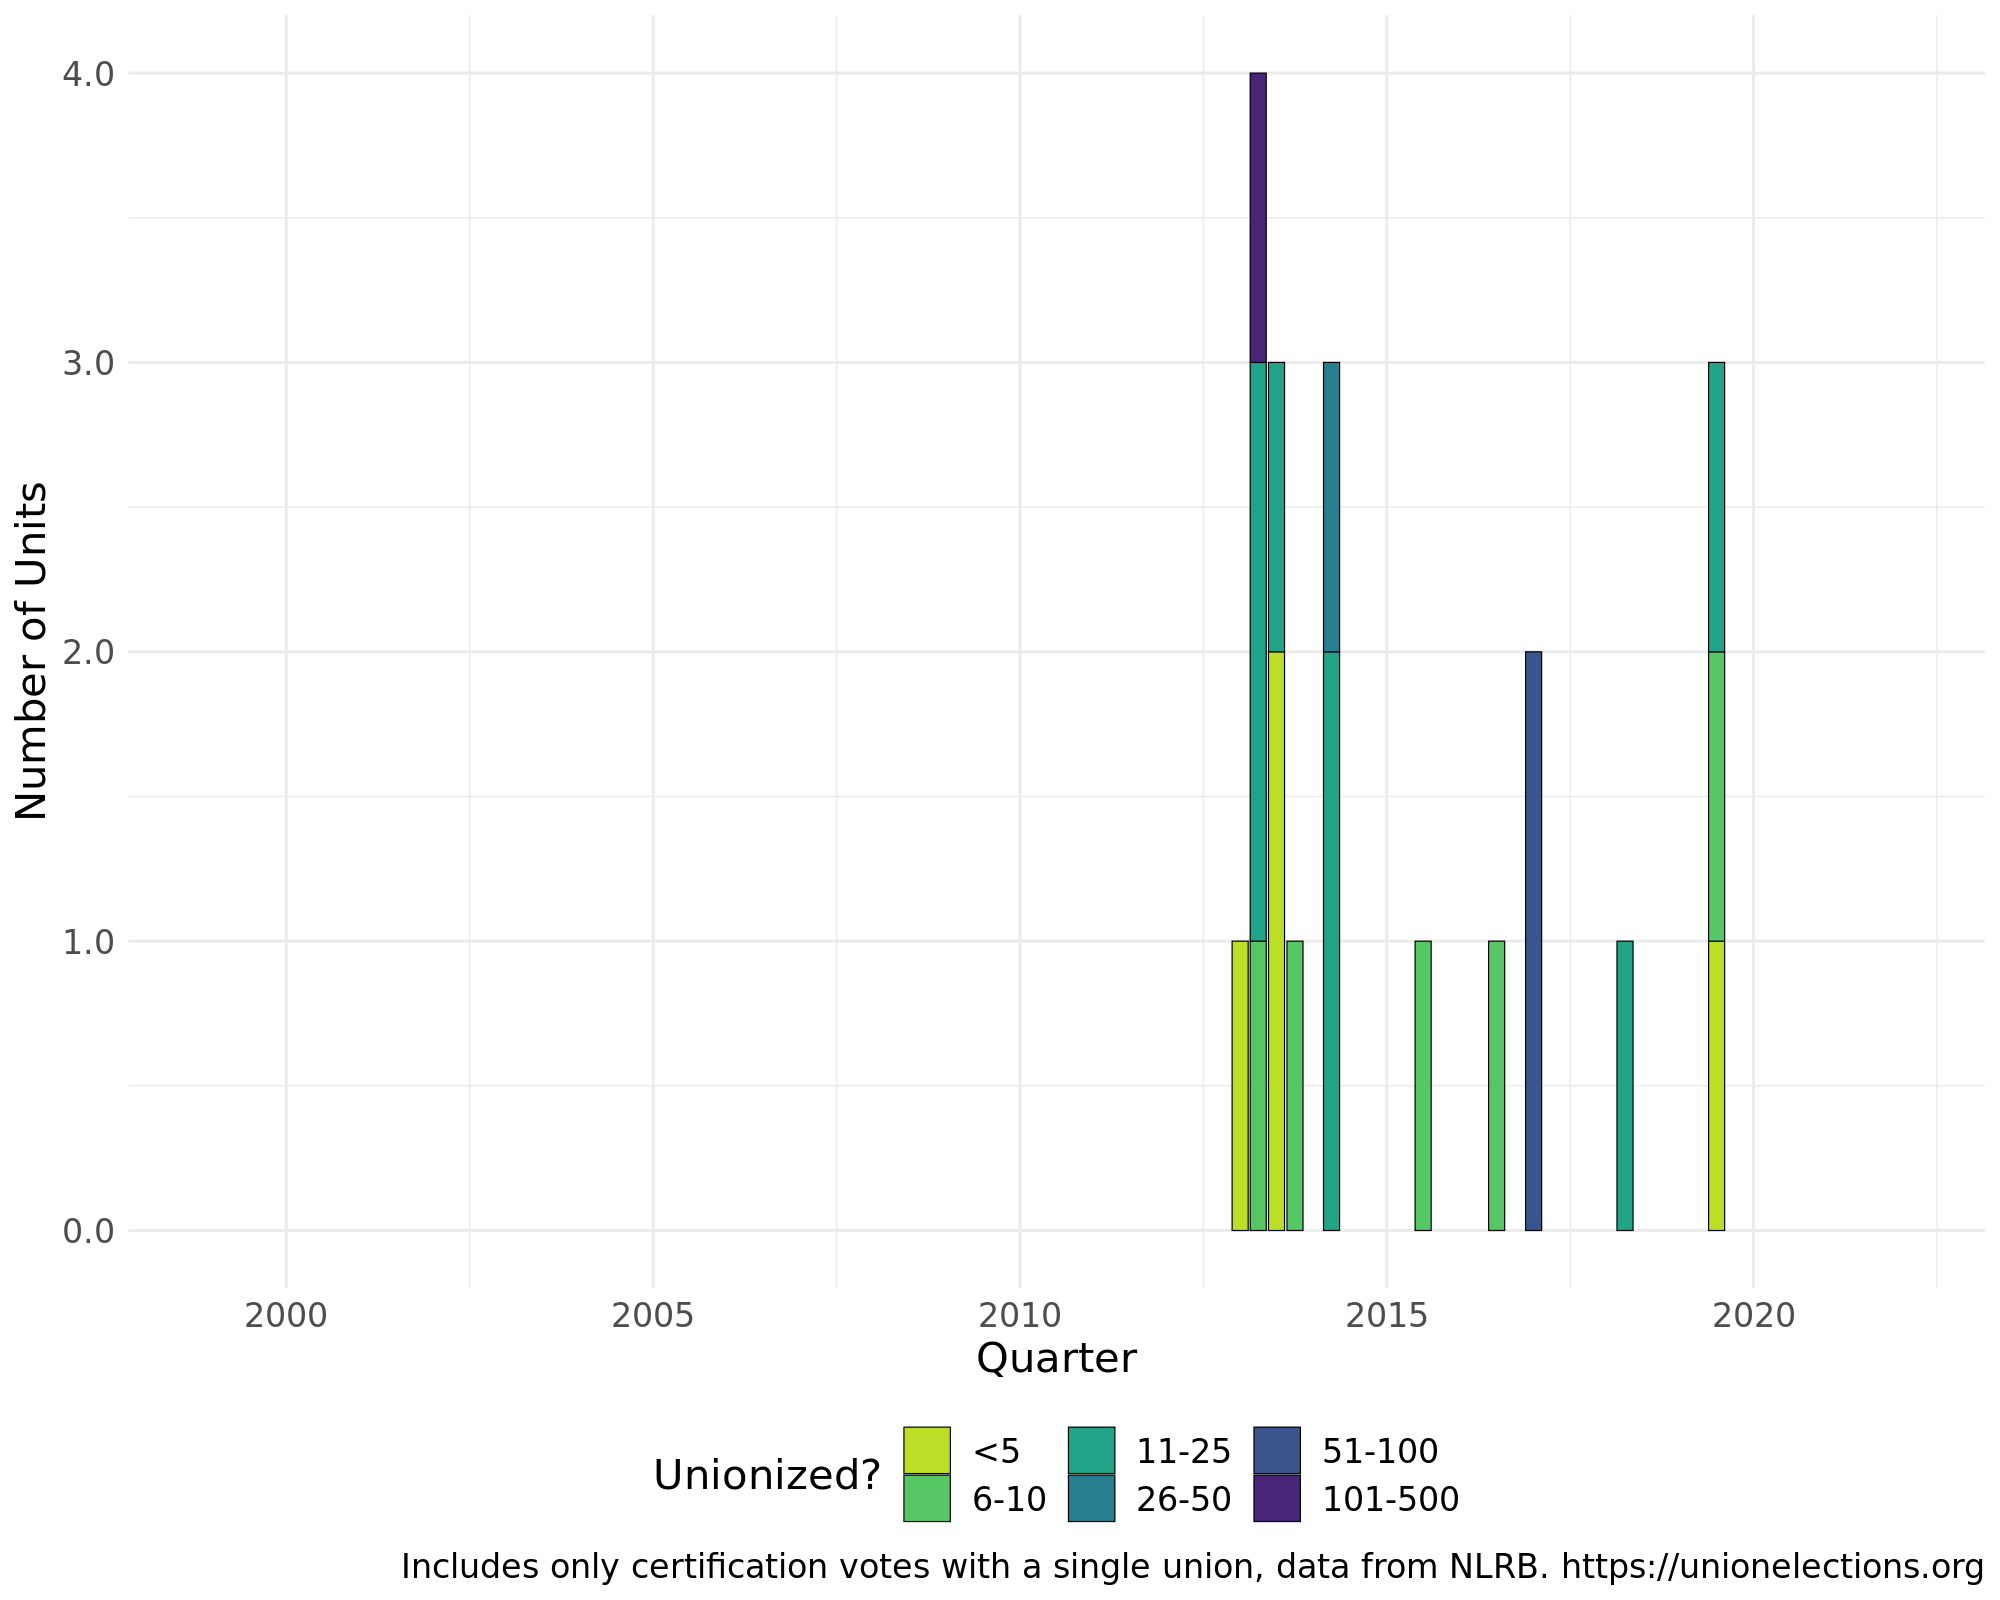 4.0
3.0
2.0
1.0
0.0
Number of Units
2000 2005 2010 2015 2020
Quarter
Unionized?
<5 11-25 51-100
6-10 26-50 101-500
Includes only certification votes with a single union, data from NLRB. https://unionelections.org